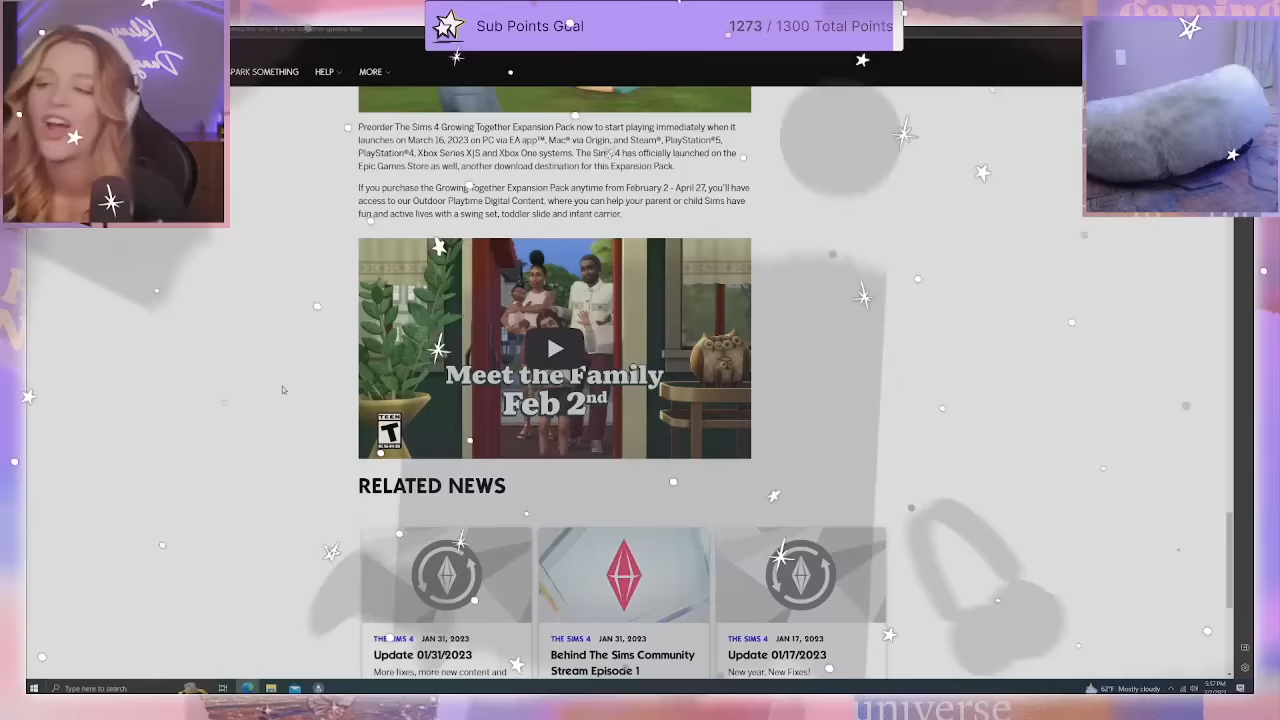 Sub Points Goal
1273 / 1300 Total Points
SPARK SOMETHING
HELP
MORE
Preorder The Sims 4 Growing Together Expansion Pack now to start playing immediately when it
launches on March 16, 2023 on PC via EA app™, Mac® via Origin, and Steam®, PlayStation®5,
PlayStation®4, Xbox Series X|S and Xbox One systems. The Sims 4 has officially launched on the
Epic Games Store as well, another download destination for this Expansion Pack.
If you purchase the Growing Together Expansion Pack anytime from February 2 - April 27, you'll have
access to our Outdoor Playtime Digital Content, where you can help your parent or child Sims have
fun and active lives with a swing set, toddler slide and infant carrier.
Meet the Family
Feb 2nd
TEEN
T
ESRB
RELATED NEWS
THE SIMS 4 JAN 31, 2023
Update 01/31/2023
More fixes, more new content and
THE SIMS 4 JAN 31, 2023
Behind The Sims Community
Stream Episode 1
THE SIMS 4 JAN 17, 2023
Update 01/17/2023
New year, New Fixes!
Type here to search
62°F Mostly cloudy
5:57 PM
2/2/2023
universe